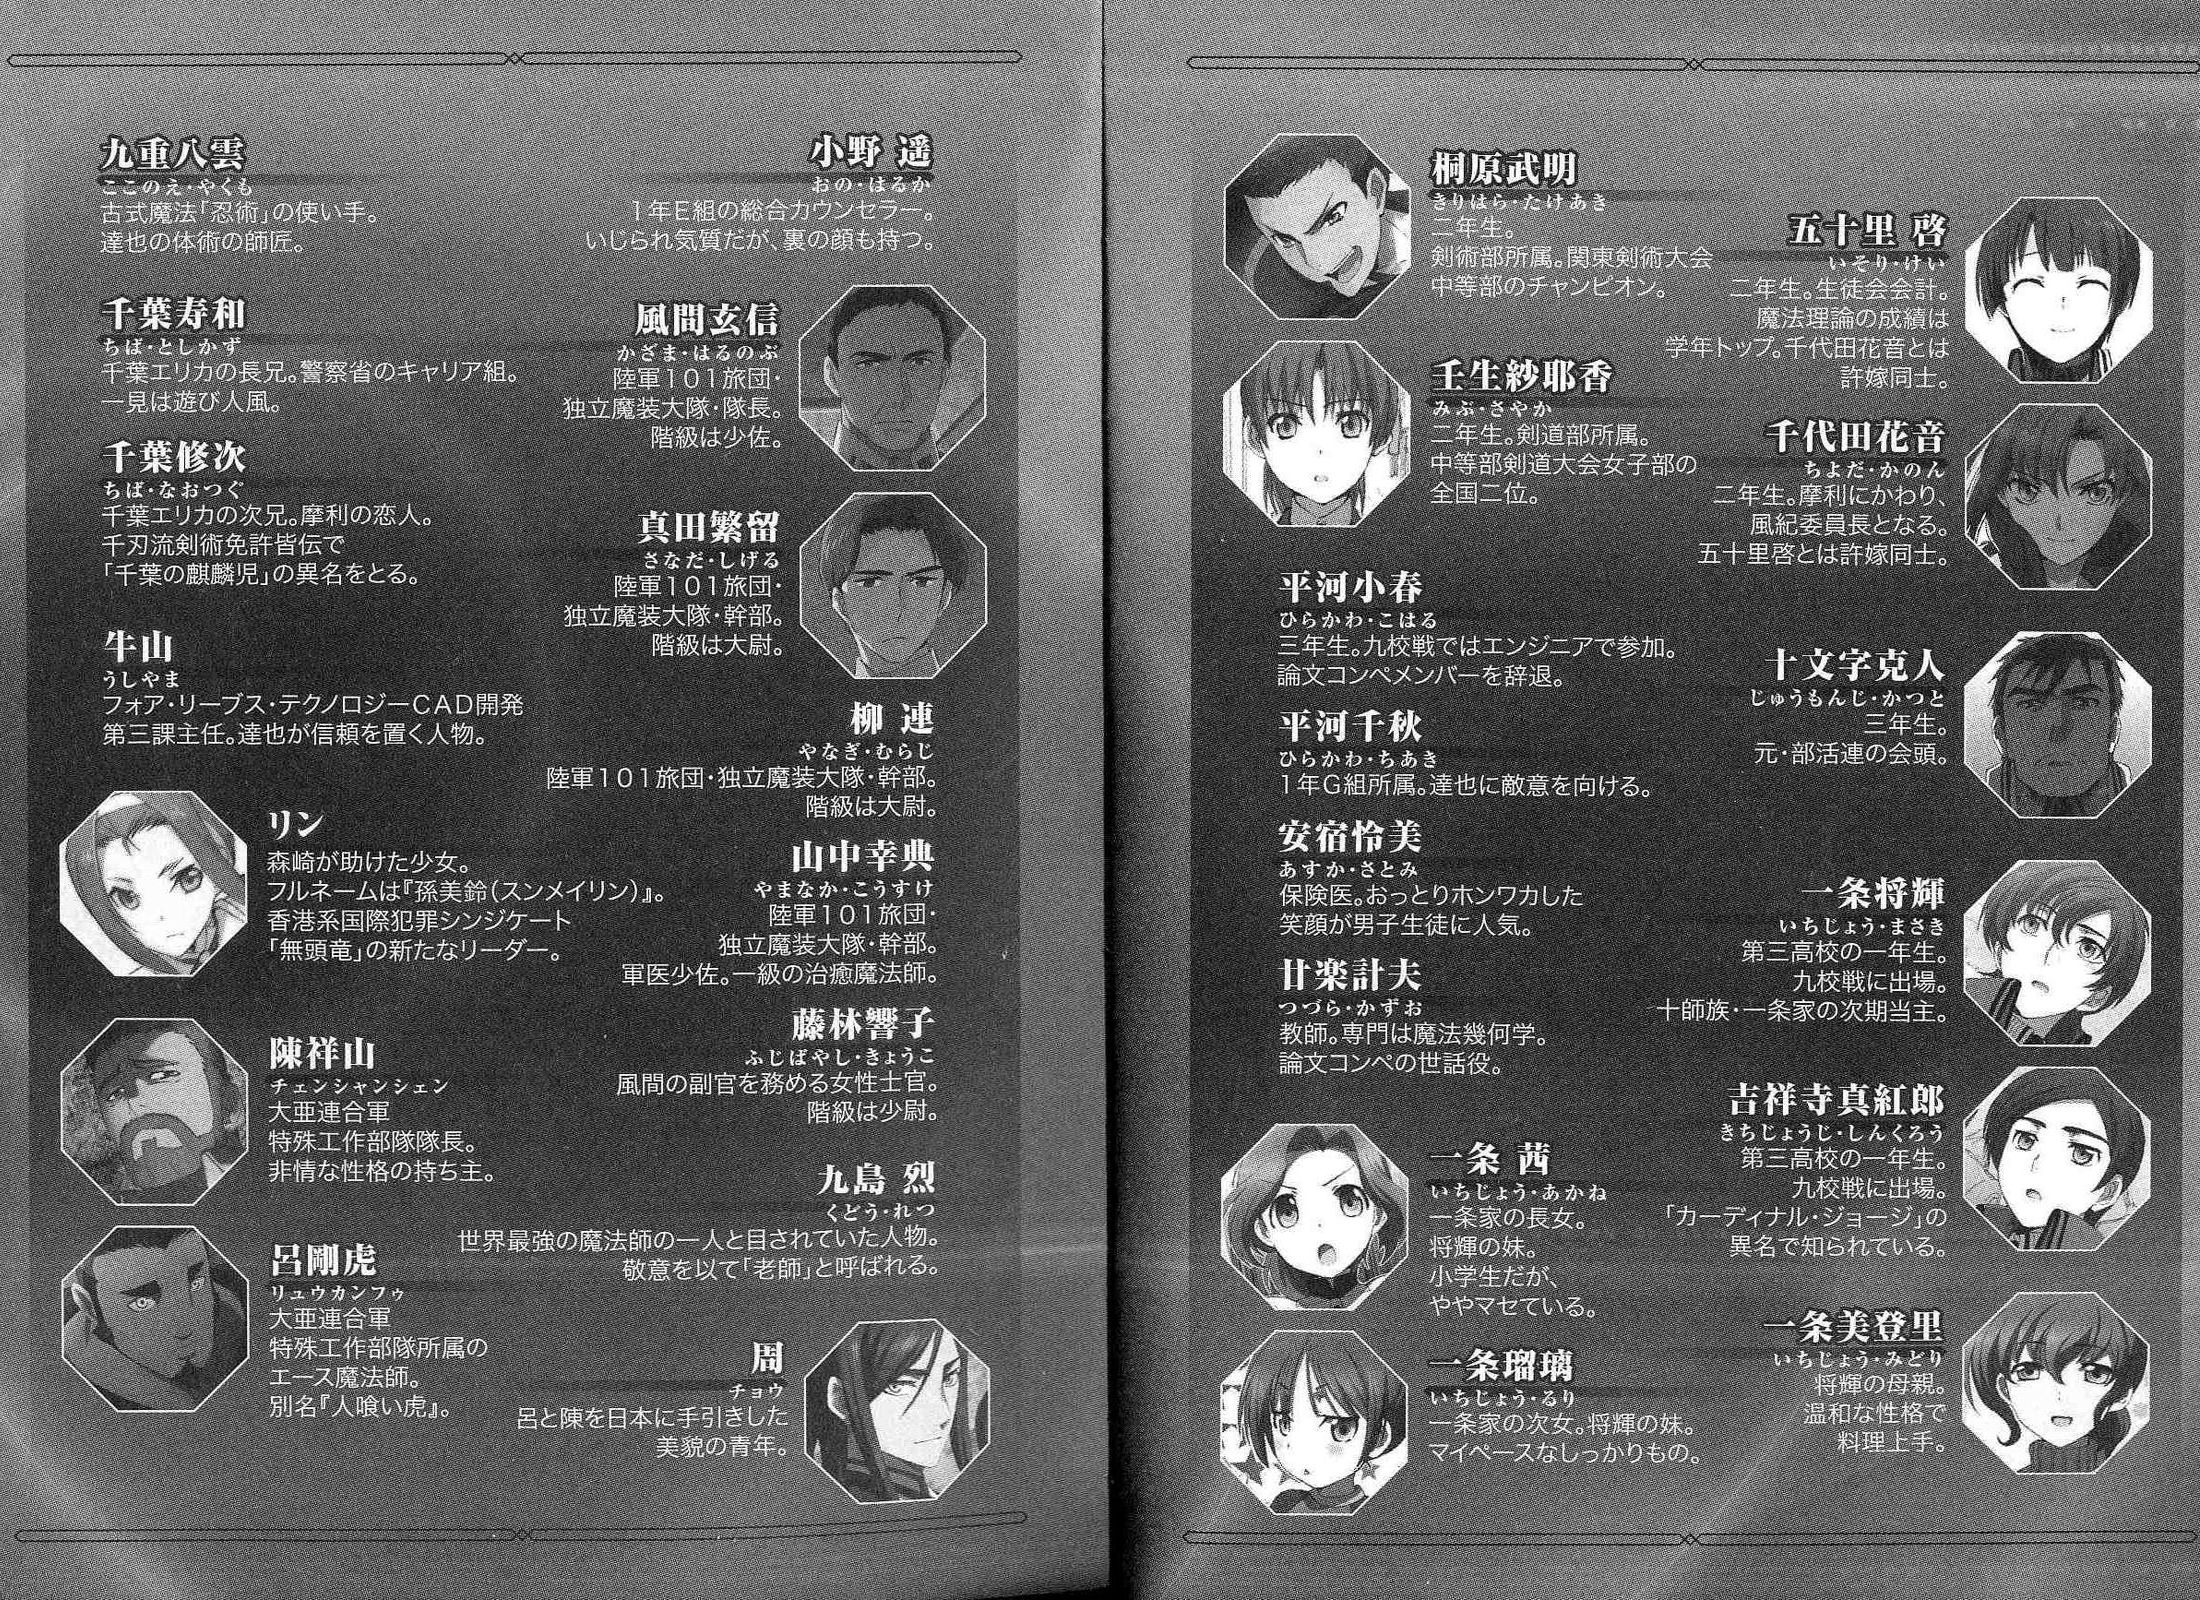 桐原武明
きりはら・たけあき
二年生。
剣術部所属。関東剣術大会
中等部のチャンピオン。
五十里 啓
いそり・けい
二年生。生徒会会計。
魔法理論の成績は
学年トップ。千代田花音とは
許嫁同士。
壬生紗耶香
みぶ・さやか
二年生。剣道部所属。
中等部剣道大会女子部の
全国二位。
千代田花音
ちよだ・かのん
二年生。摩利にかわり、
風紀委員長となる。
五十里啓とは許嫁同士。
平河小春
ひらかわ・こはる
三年生。九校戦ではエンジニアで参加。
論文コンペメンバーを辞退。
十文字克人
じゅうもんじ・かつと
三年生。
元・部活連の会頭。
平河千秋
ひらかわ・ちあき
1年G組所属。達也に敵意を向ける。
安宿怜美
あすか・さとみ
保険医。おっとりホンワカした
笑顔が男子生徒に人気。
一条将輝
いちじょう・まさき
第三高校の一年生。
九校戦に出場。
十師族・一条家の次期当主。
廿楽計夫
つづら・かずお
教師。専門は魔法幾何学。
論文コンペの世話役。
吉祥寺真紅郎
きちじょうじ・しんくろう
第三高校の一年生。
九校戦に出場。
「カーディナル・ジョージ」の
異名で知られている。
一条 茜
いちじょう・あかね
一条家の長女。
将輝の妹。
小学生だが、
ややマセている。
一条美登里
いちじょう・みどり
将輝の母親。
温和な性格で
料理上手。
一条瑠璃
いちじょう・るり
一条家の次女。将輝の妹。
マイペースなしっかりもの。
九重八雲
ここのえ・やくも
古式魔法「忍術」の使い手。
達也の体術の師匠。
小野 遥
おの・はるか
1年E組の総合カウンセラー。
いじられ気質だが、裏の顔も持つ。
千葉寿和
ちば・としかず
千葉エリカの長兄。警察省のキャリア組。
一見は遊び人風。
風間玄信
かざま・はるのぶ
陸軍101旅団・
独立魔装大隊・隊長。
階級は少佐。
千葉修次
ちば・なおつぐ
千葉エリカの次兄。摩利の恋人。
千刃流剣術免許皆伝で
「千葉の麒麟児」の異名をとる。
真田繁留
さなだ・しげる
陸軍101旅団・
独立魔装大隊・幹部。
階級は大尉。
牛山
うしやま
フォア・リーブス・テクノロジーCAD開発
第三課主任。達也が信頼を置く人物。
柳 連
やなぎ・むらじ
陸軍101旅団・独立魔装大隊・幹部。
階級は大尉。
リン
森崎が助けた少女。
フルネームは『孫美鈴（スンメイリン）』。
香港系国際犯罪シンジケート
「無頭竜」の新たなリーダー。
山中幸典
やまなか・こうすけ
陸軍101旅団・
独立魔装大隊・幹部。
軍医少佐。一級の治癒魔法師。
藤林響子
ふじばやし・きょうこ
風間の副官を務める女性士官。
階級は少尉。
陳祥山
チェンシャンシェン
大亜連合軍
特殊工作部隊隊長。
非情な性格の持ち主。
九島 烈
くどう・れつ
世界最強の魔法師の一人と目されていた人物。
敬意を以て「老師」と呼ばれる。
呂剛虎
リュウカンフゥ
大亜連合軍
特殊工作部隊所属の
エース魔法師。
別名『人喰い虎』。
周
チョウ
呂と陳を日本に手引きした
美貌の青年。